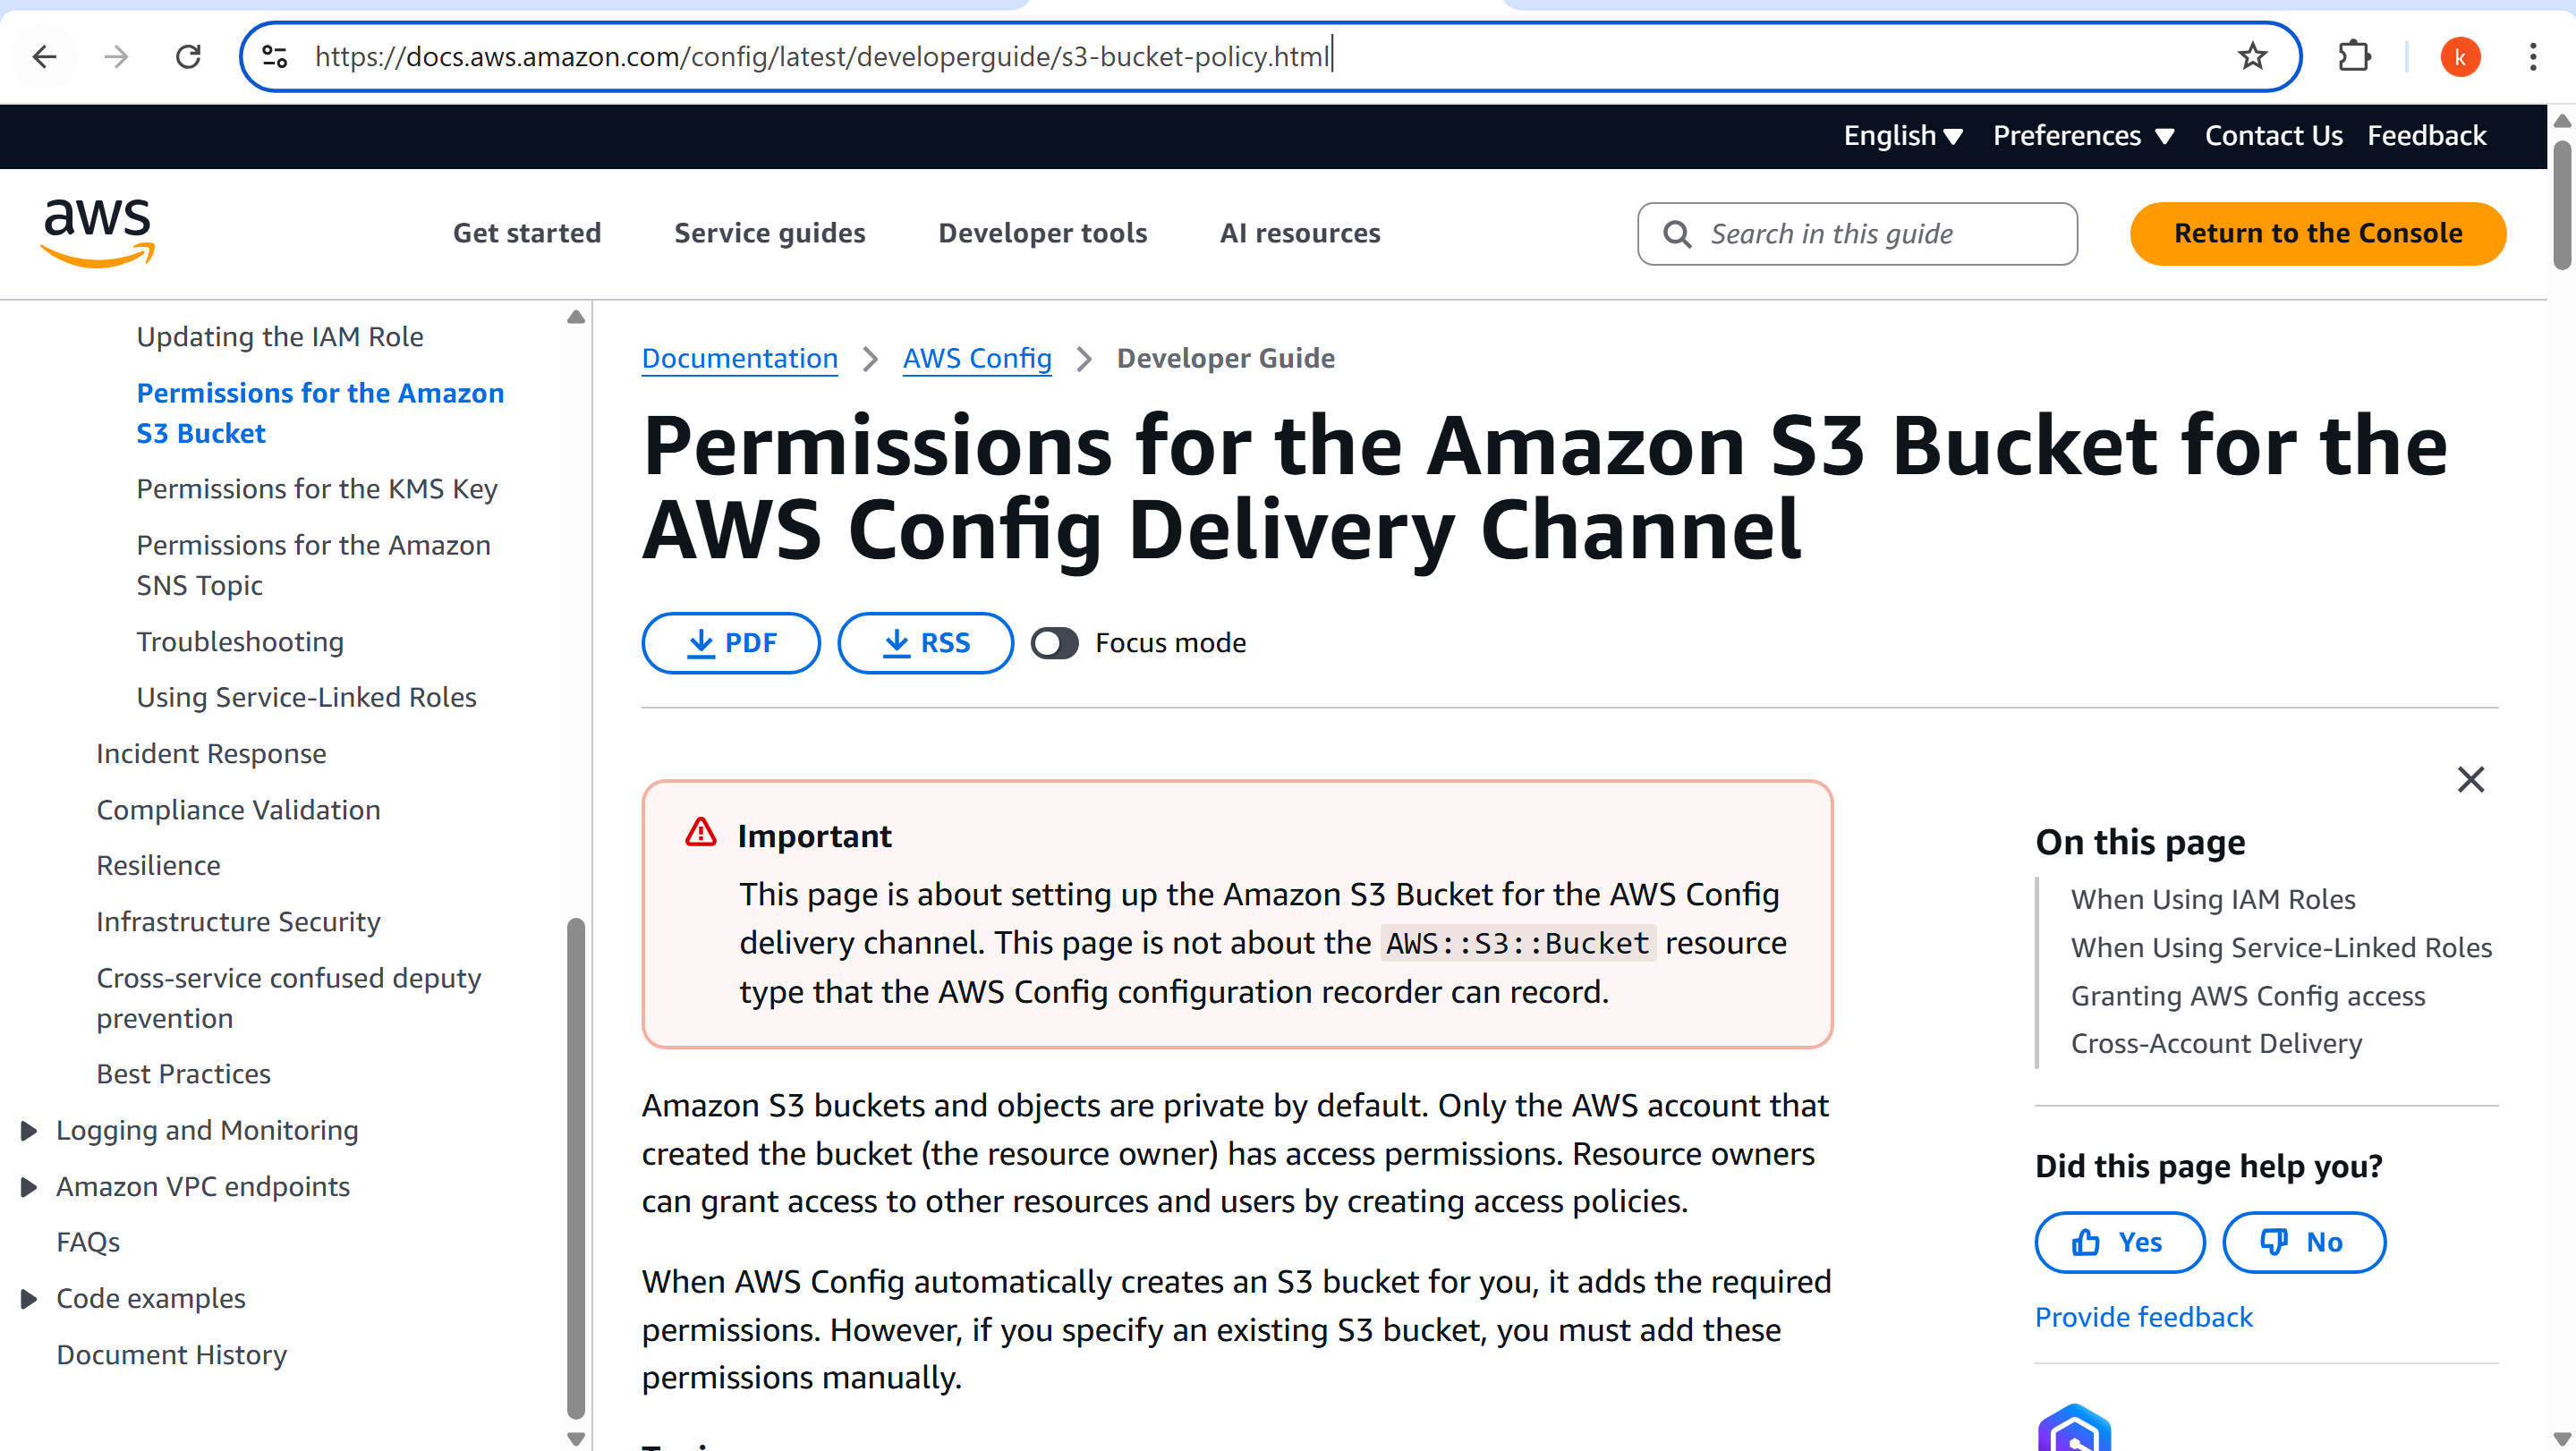 https://docs.aws.amazon.com/config/latest/developerguide/s3-bucket-policy.html
k
English
Preferences
Contact Us
Feedback
aws
Get started
Service guides
Developer tools
AI resources
Search in this guide
Return to the Console
Updating the IAM Role
Permissions for the Amazon
S3 Bucket
Permissions for the KMS Key
Permissions for the Amazon
SNS Topic
Troubleshooting
Using Service-Linked Roles
Incident Response
Compliance Validation
Resilience
Infrastructure Security
Cross-service confused deputy
prevention
Best Practices
Logging and Monitoring
Amazon VPC endpoints
FAQs
Code examples
Document History
Documentation
AWS Config
Developer Guide
Permissions for the Amazon S3 Bucket for the
AWS Config Delivery Channel
PDF
RSS
Focus mode
Important
This page is about setting up the Amazon S3 Bucket for the AWS Config
delivery channel. This page is not about the AWS::S3::Bucket resource
type that the AWS Config configuration recorder can record.
Amazon S3 buckets and objects are private by default. Only the AWS account that
created the bucket (the resource owner) has access permissions. Resource owners
can grant access to other resources and users by creating access policies.
When AWS Config automatically creates an S3 bucket for you, it adds the required
permissions. However, if you specify an existing S3 bucket, you must add these
permissions manually.
On this page
When Using IAM Roles
When Using Service-Linked Roles
Granting AWS Config access
Cross-Account Delivery
Did this page help you?
Yes
No
Provide feedback